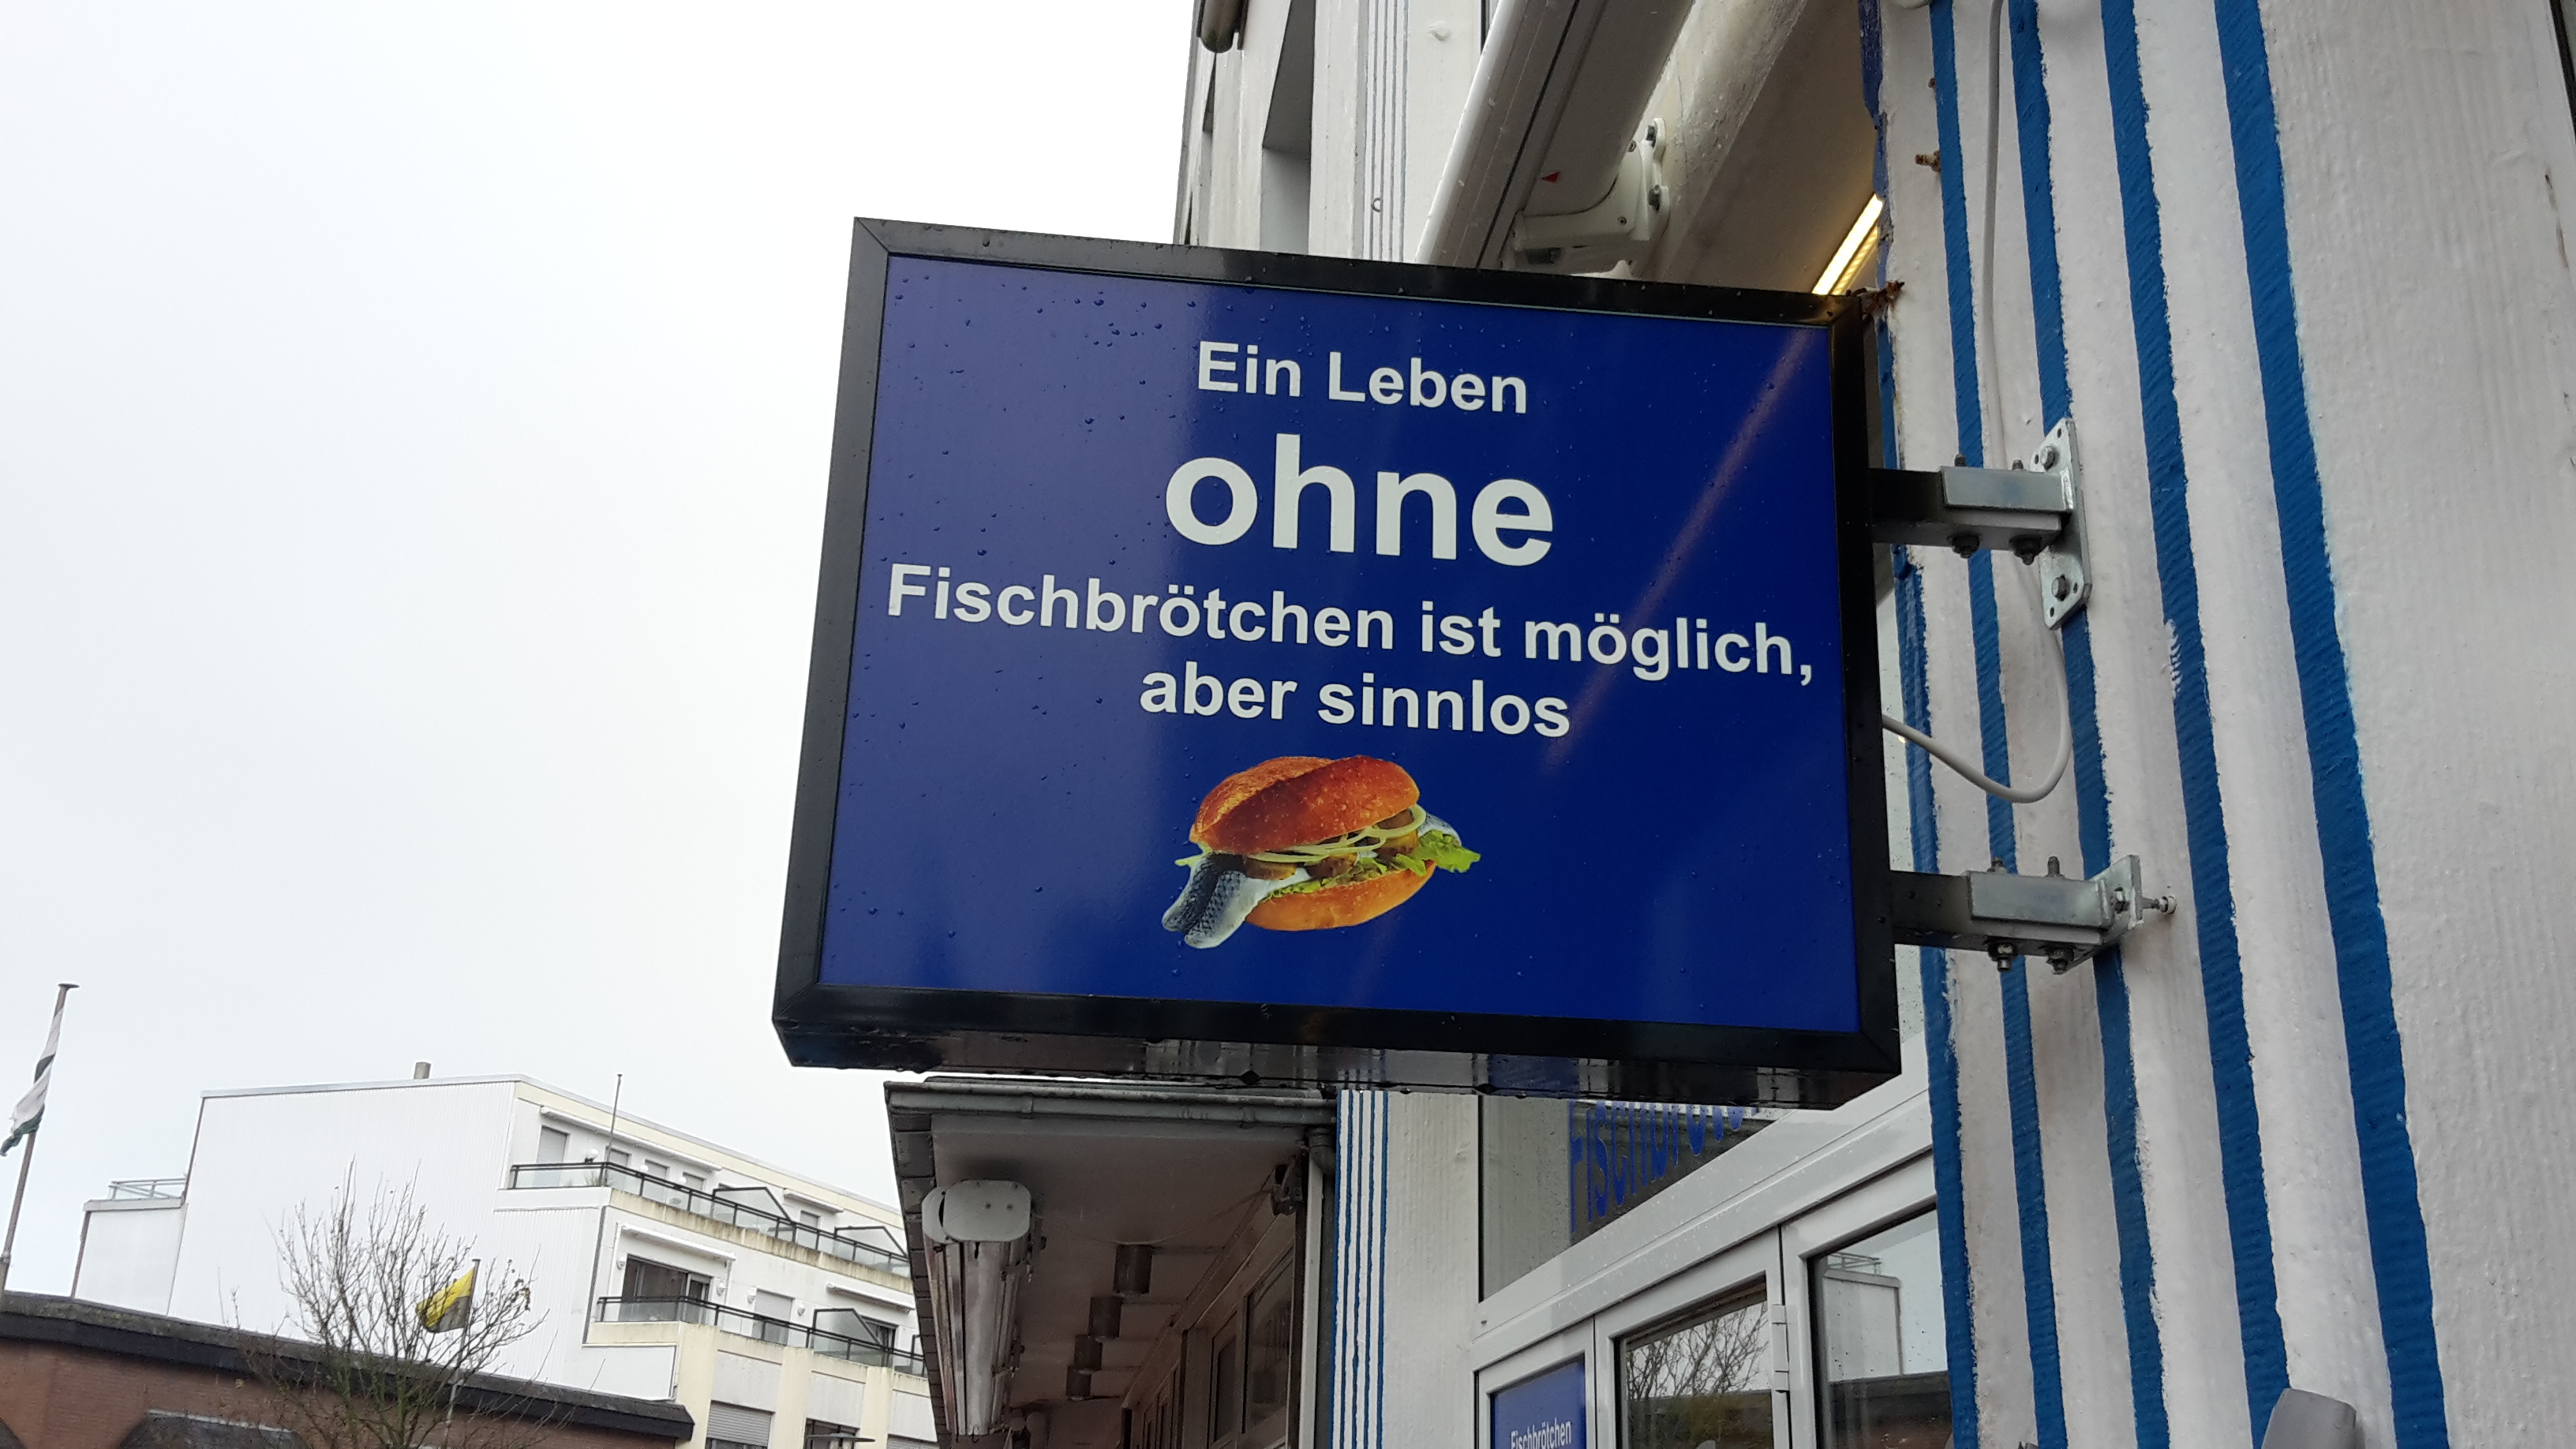 Ein Leben
ohne
Fischbrötchen ist möglich,
aber sinnlos
Fischbrötchen